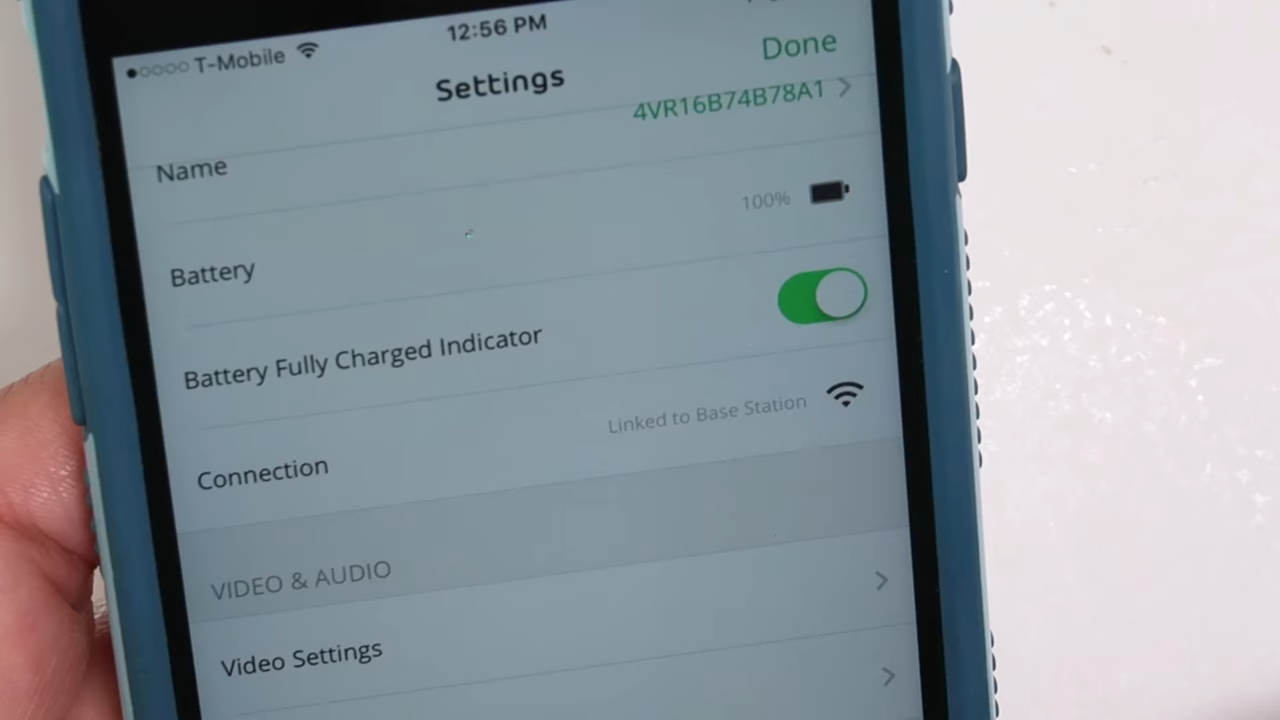 T-Mobile 12:56 PM
Settings Done
Name 4VR16B74B78A1
Battery 100%
Battery Fully Charged Indicator
Connection Linked to Base Station
VIDEO & AUDIO
Video Settings